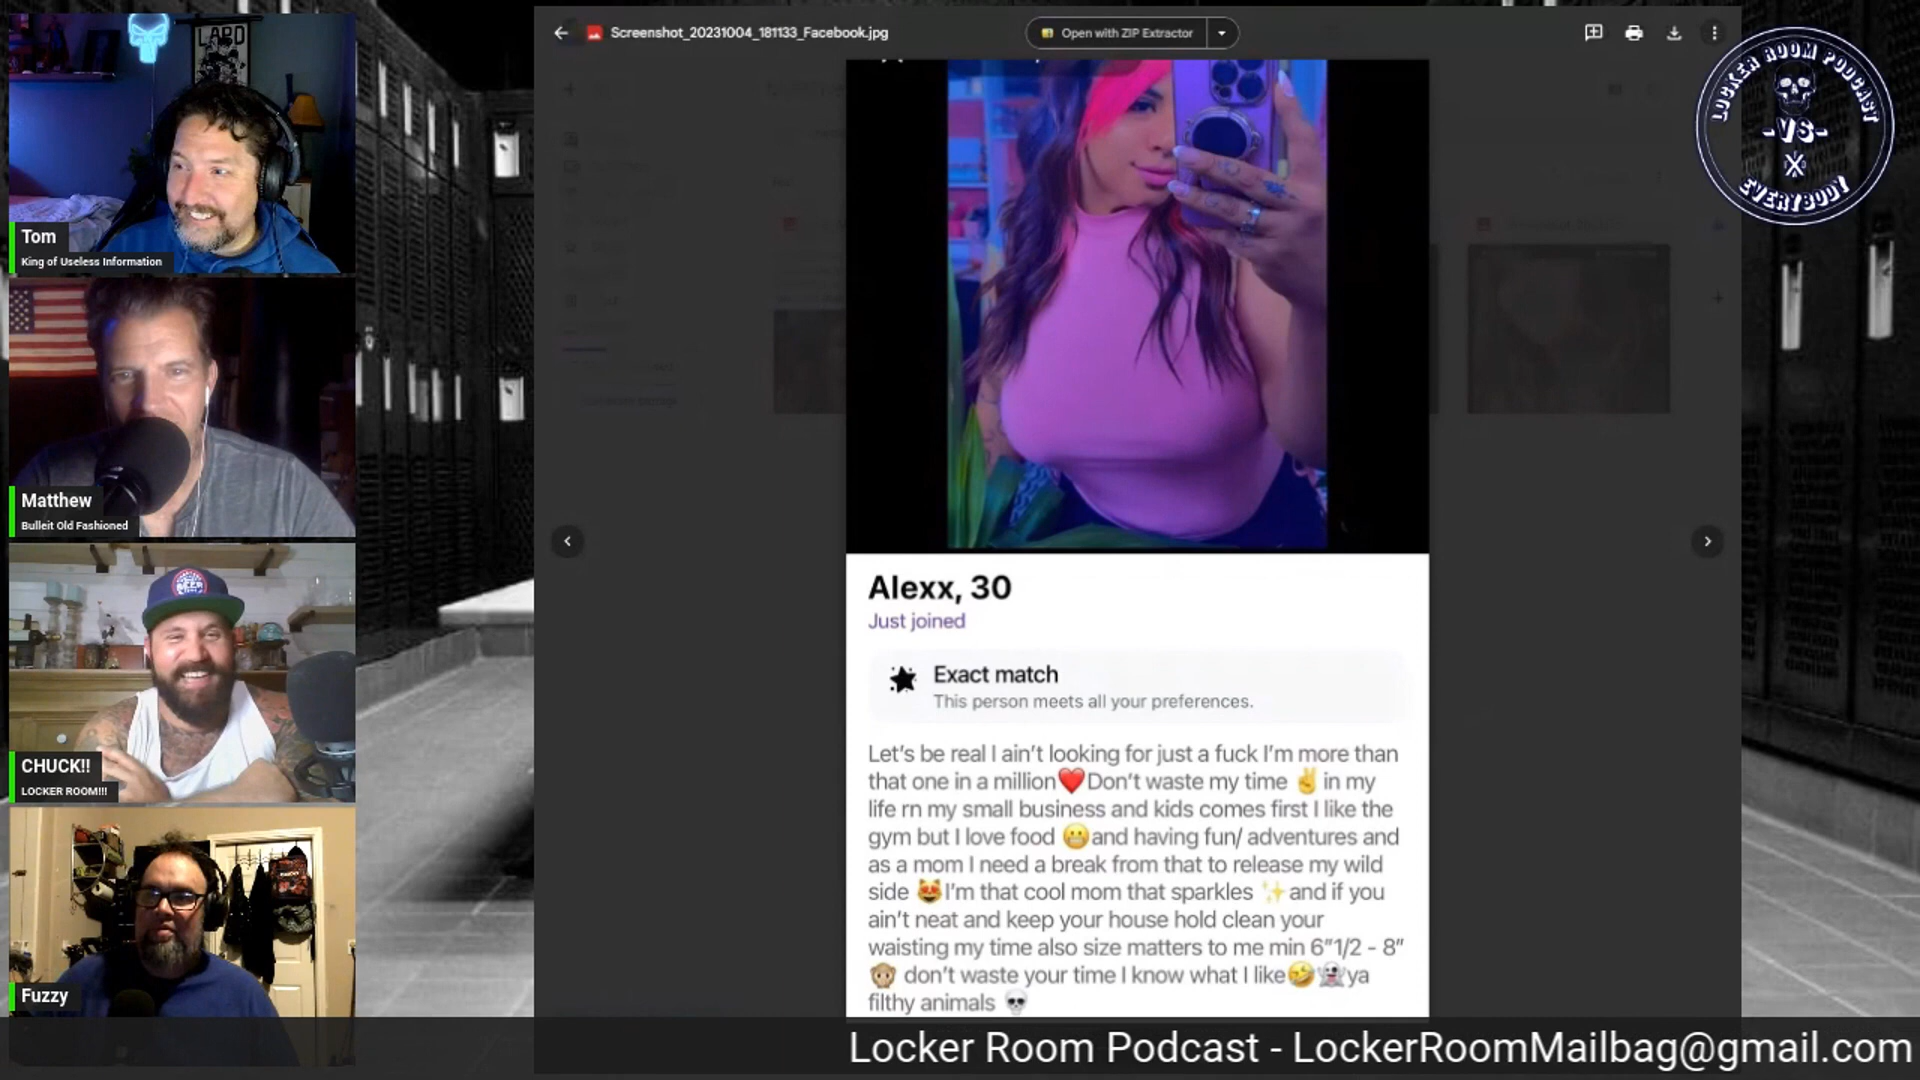 LAPD
Tom
King of Useless Information
Matthew
Bulleit Old Fashioned
CHUCK!!
LOCKER ROOM!!!
Fuzzy
Screenshot_20231004_181133_Facebook.jpg
Open with ZIP Extractor
LOCKER ROOM PODCAST
-VS-
EVERYBODY
Alexx, 30
Just joined
Exact match
This person meets all your preferences.
Let's be real I ain't looking for just a fuck I'm more than
that one in a million❤️Don't waste my time ✌️in my
life rn my small business and kids comes first I like the
gym but I love food 😬and having fun/ adventures and
as a mom I need a break from that to release my wild
side 😻I'm that cool mom that sparkles ✨and if you
ain't neat and keep your house hold clean your
waisting my time also size matters to me min 6"1/2 - 8"
🙊 don't waste your time I know what I like🤣👻ya
filthy animals 💀
Locker Room Podcast - LockerRoomMailbag@gmail.com